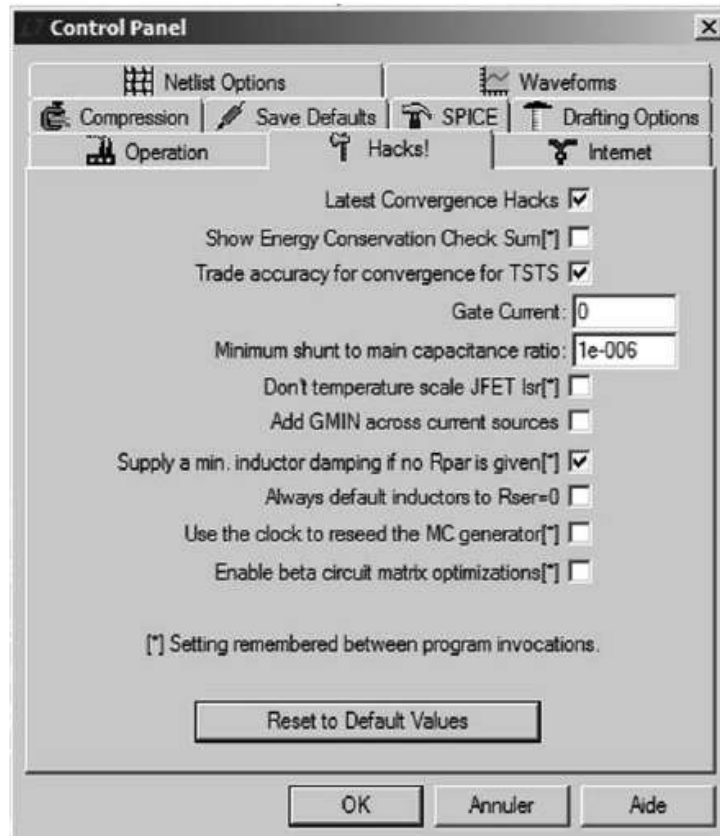 Control Panel
Netlist Options
Waveforms
Compression
Save Defaults
SPICE
Drafting Options
Operation
Hacks!
Internet
Latest Convergence Hacks
Show Energy Conservation Check Sum[*]
Trade accuracy for convergence for TSTS
Gate Current: 0
Minimum shunt to main capacitance ratio: 1e-006
Don't temperature scale JFET Isr[*]
Add GMIN across current sources
Supply a min. inductor damping if no Rpar is given[*]
Always default inductors to Rser=0
Use the clock to reseed the MC generator[*]
Enable beta circuit matrix optimizations[*]
[*] Setting remembered between program invocations.
Reset to Default Values
OK
Annuler
Aide